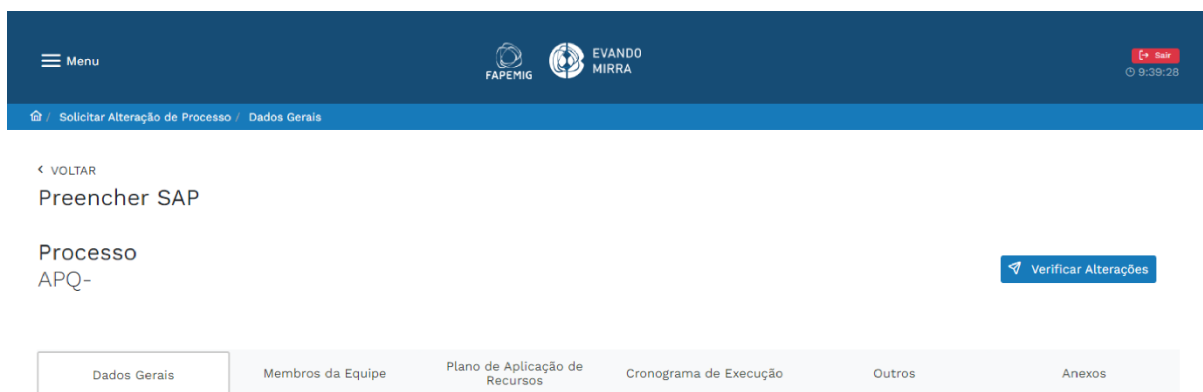 Menu
FAPEMIG
EVANDO
MIRRA
Sair
9:39:28
/ Solicitar Alteração de Processo / Dados Gerais
< VOLTAR
Preencher SAP
Processo
APQ-
Verificar Alterações
Dados Gerais
Membros da Equipe
Plano de Aplicação de
Recursos
Cronograma de Execução
Outros
Anexos